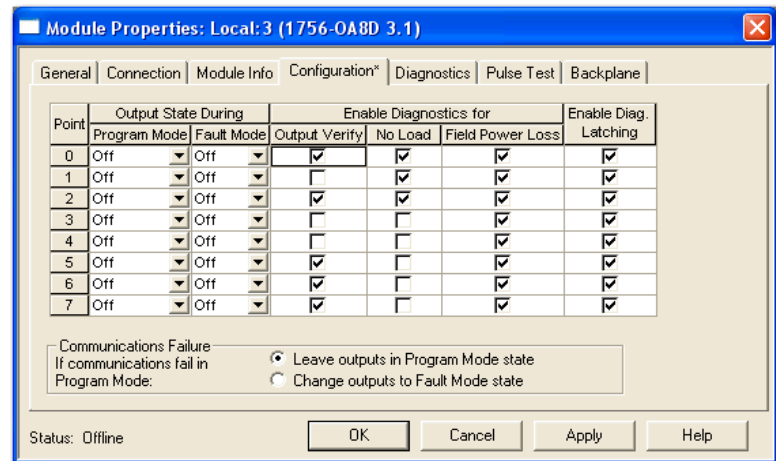 Module Properties: Local:3 (1756-OA8D 3.1)
General Connection Module Info Configuration* Diagnostics Pulse Test Backplane
Point Output State During Enable Diagnostics for Enable Diag. Latching
Program Mode Fault Mode Output Verify No Load Field Power Loss
0 Off Off
1 Off Off
2 Off Off
3 Off Off
4 Off Off
5 Off Off
6 Off Off
7 Off Off
Communications Failure
If communications fail in Program Mode:
Leave outputs in Program Mode state
Change outputs to Fault Mode state
Status: Offline OK Cancel Apply Help